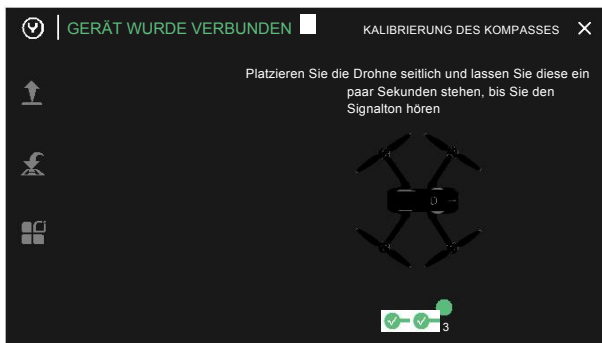 GERÄT WURDE VERBUNDEN
KALIBRIERUNG DES KOMPASSES
Platzieren Sie die Drohne seitlich und lassen Sie diese ein
paar Sekunden stehen, bis Sie den
Signalton hören
3